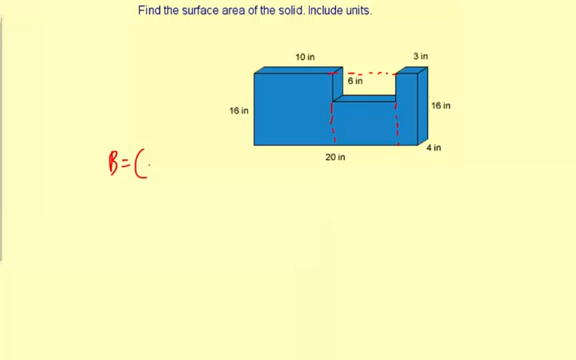 Find the surface area of the solid. Include units.
10 in
3 in
6 in
16 in
16 in
4 in
20 in
B=(